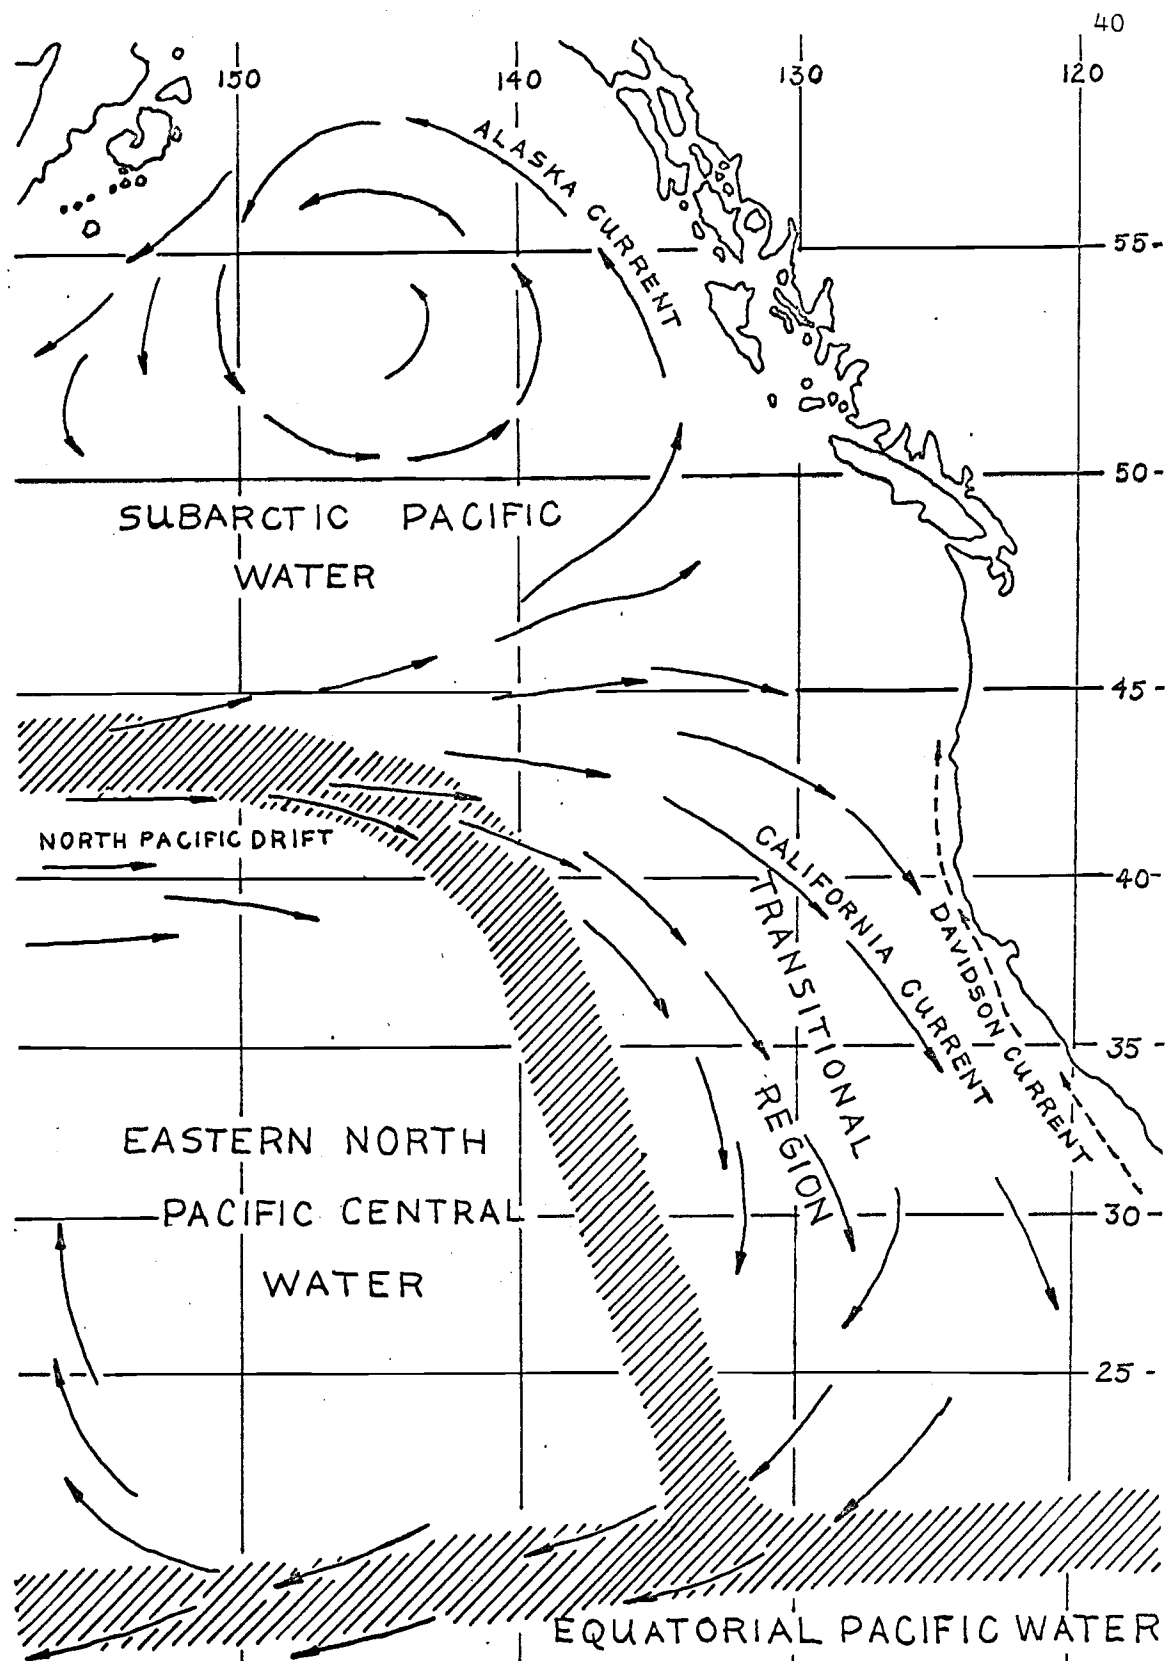 40
150 140 130 120
ALASKA CURRENT
55-
50-
SUBARCTIC PACIFIC
WATER
45-
NORTH PACIFIC DRIFT
CALIFORNIA CURRENT
40-
TRANSITIONAL
REGION
DAVIDSON CURRENT
35-
EASTERN NORTH
PACIFIC CENTRAL
WATER
30-
25-
EQUATORIAL PACIFIC WATER